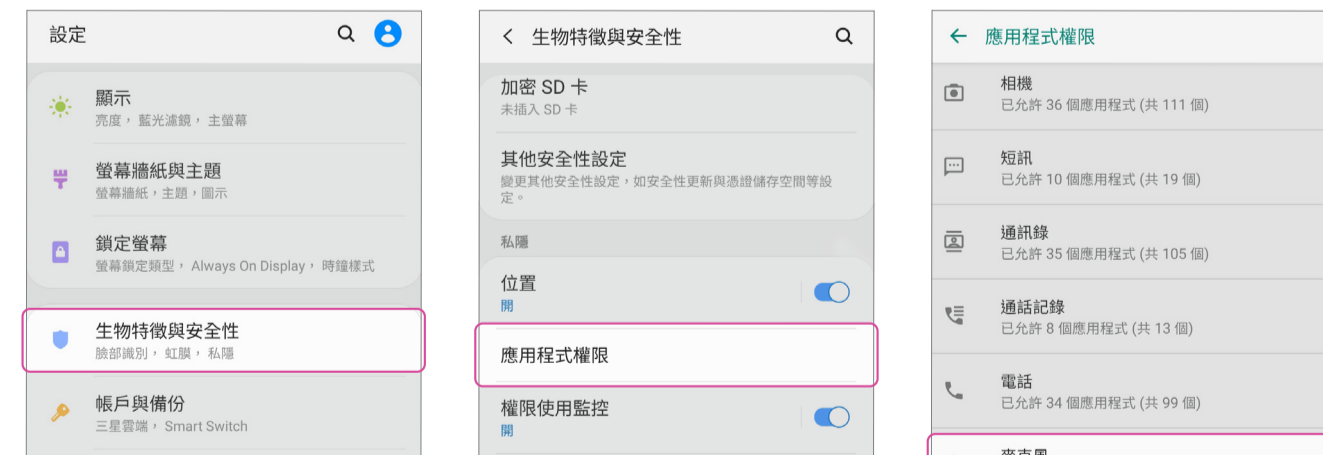 設定
顯示
亮度， 藍光濾鏡， 主螢幕
螢幕牆紙與主題
螢幕牆紙，主題，圖示
鎖定螢幕
螢幕鎖定類型， Always On Display， 時鐘樣式
生物特徵與安全性
臉部識別， 虹膜， 私隱
帳戶與備份
三星雲端， Smart Switch
生物特徵與安全性
加密 SD 卡
未插入 SD 卡
其他安全性設定
變更其他安全性設定，如安全性更新與憑證儲存空間等設
定。
私隱
位置
開
應用程式權限
權限使用監控
開
應用程式權限
相機
已允許 36 個應用程式 (共 111 個)
短訊
已允許 10 個應用程式 (共 19 個)
通訊錄
已允許 35 個應用程式 (共 105 個)
通話記錄
已允許 8 個應用程式 (共 13 個)
電話
已允許 34 個應用程式 (共 99 個)
麥克風